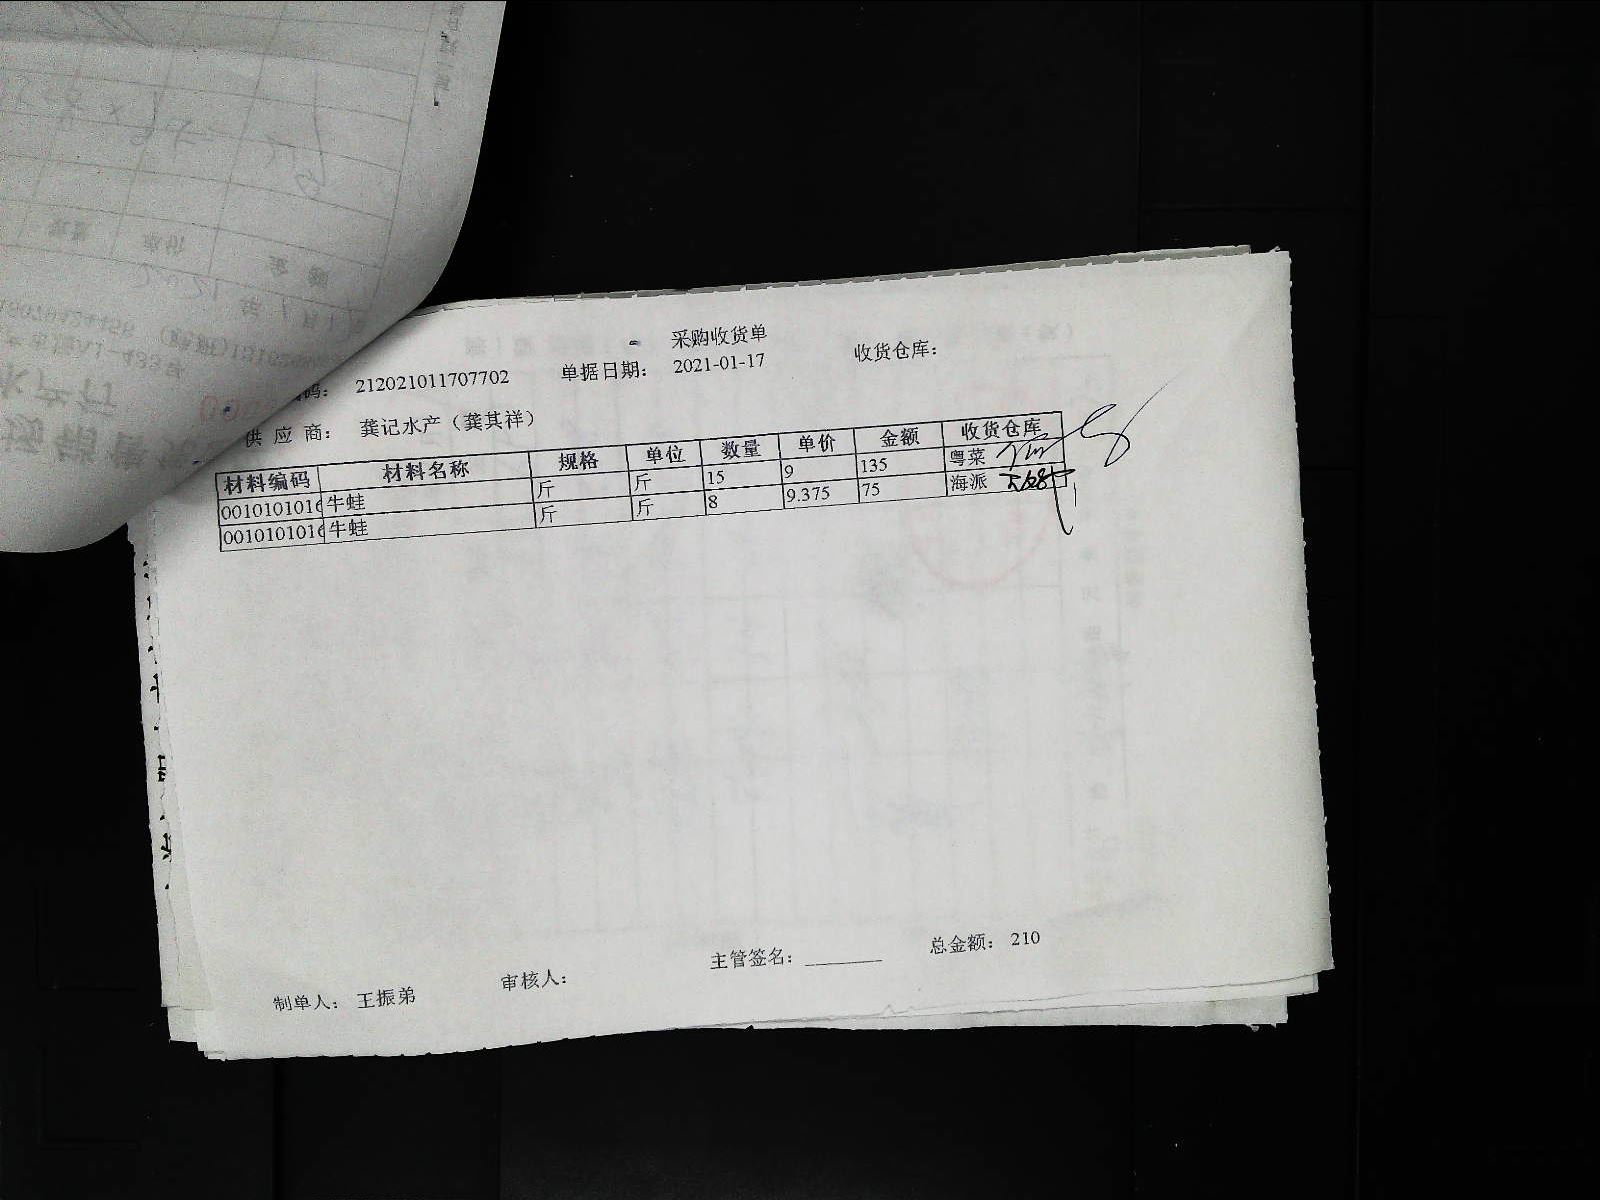 采购收货单
码： 212021011707702 单据日期： 2021-01-17 收货仓库：
供 应 商： 龚记水产（龚其祥）
材料编码 材料名称 规格 单位 数量 单价 金额 收货仓库
0010101016 牛蛙 斤 斤 15 9 135 粤菜
0010101016 牛蛙 斤 斤 8 9.375 75 海派
制单人： 王振弟 审核人： 主管签名： ________ 总金额： 210